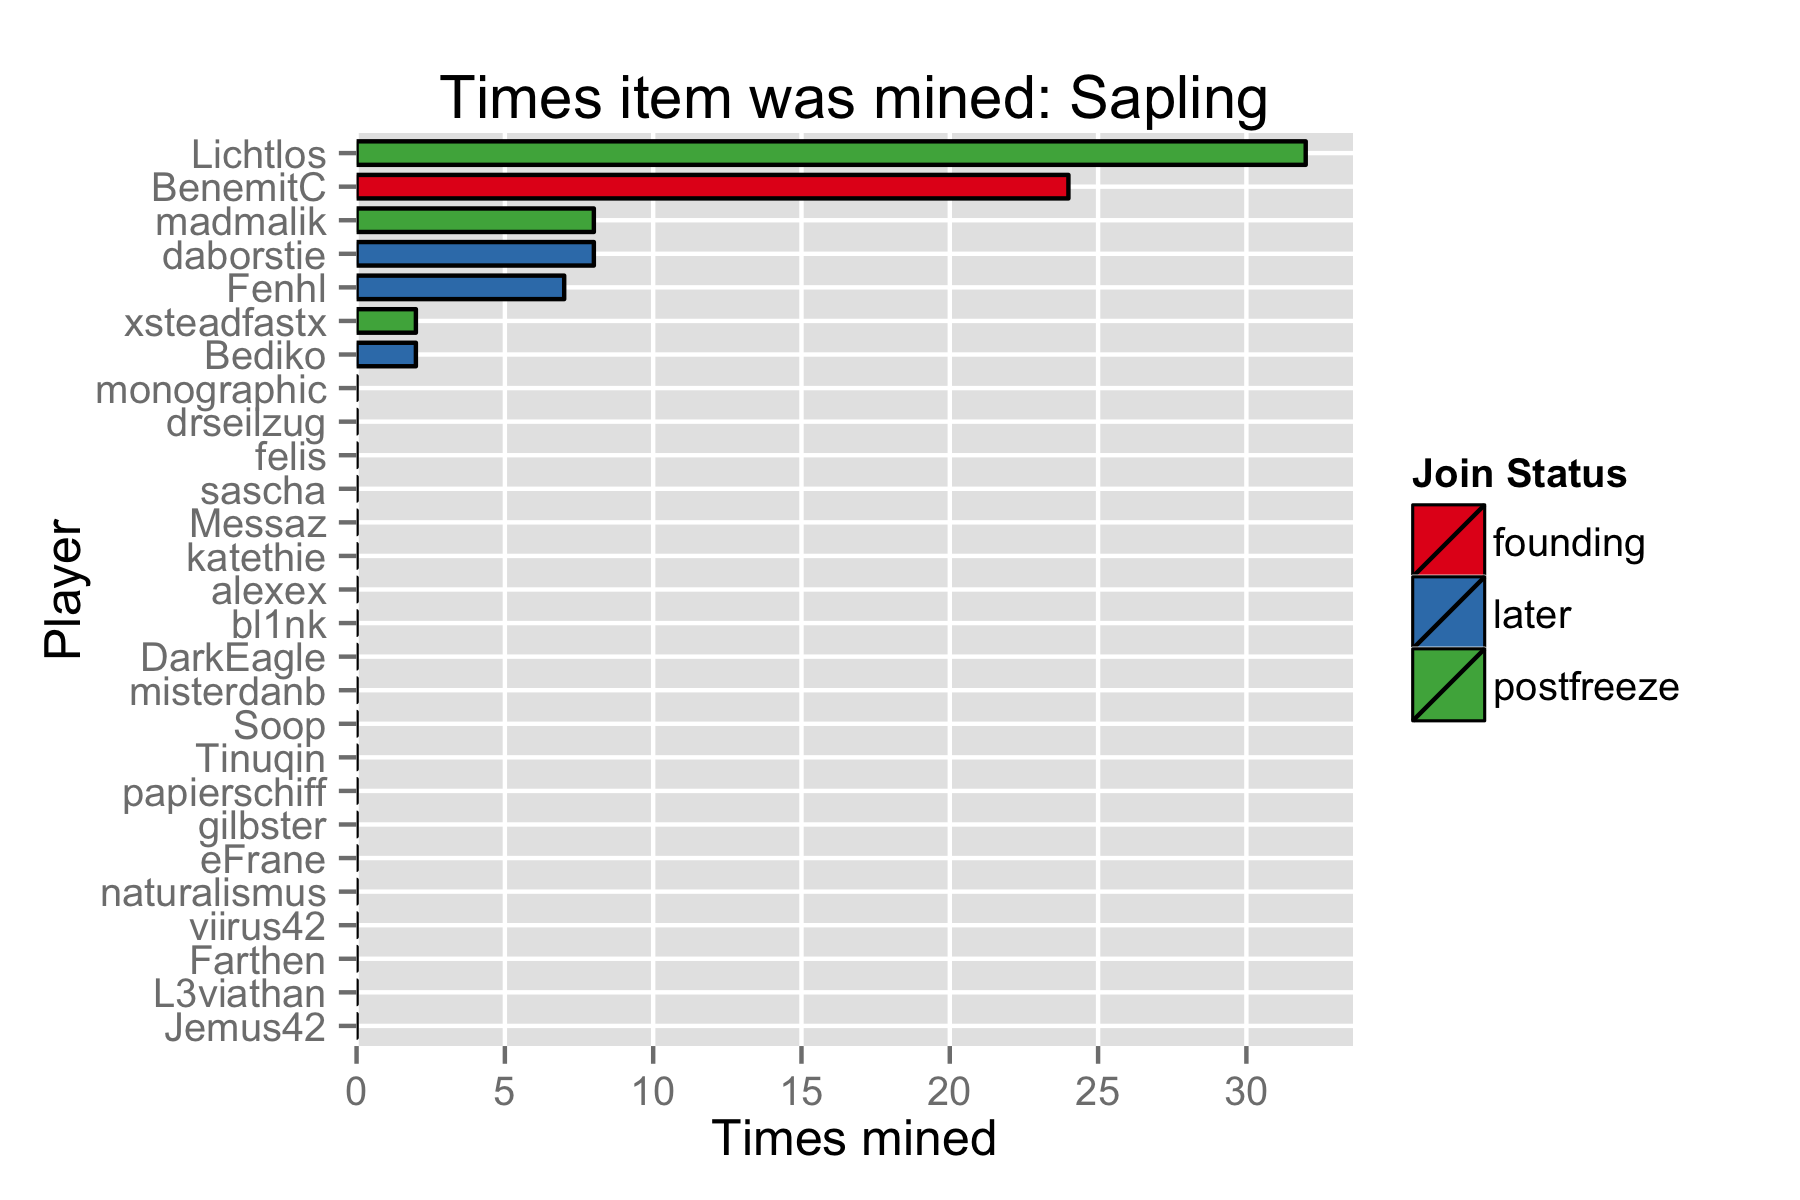 Times item was mined: Sapling
Lichtlos
BenemitC
madmalik
daborstie
Fenhl
xsteadfastx
Bediko
monographic
drseilzug
felis
sascha
Messaz
katethie
alexex
bl1nk
DarkEagle
misterdanb
Soop
Tinuqin
papierschiff
gilbster
eFrane
naturalismus
viirus42
Farthen
L3viathan
Jemus42
Player
0 5 10 15 20 25 30
Times mined
Join Status
founding
later
postfreeze